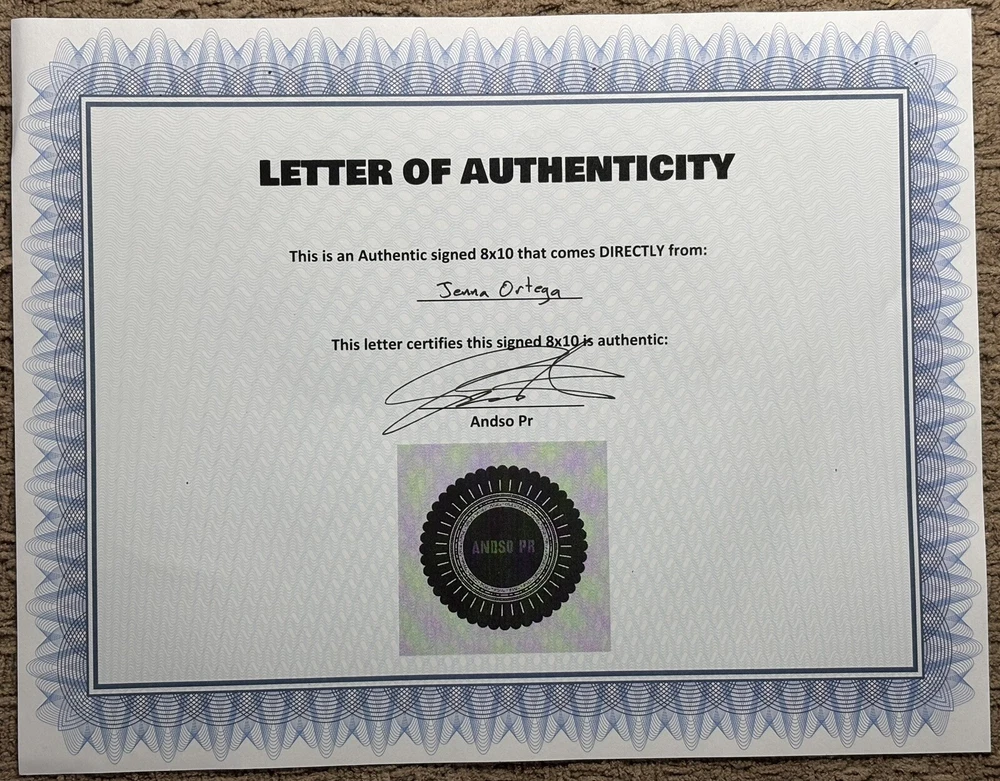 LETTER OF AUTHENTICITY
This is an Authentic signed 8x10 that comes DIRECTLY from:
Jenna Ortega
This letter certifies this signed 8x10 is authentic:
Andso Pr
ANDSO PR